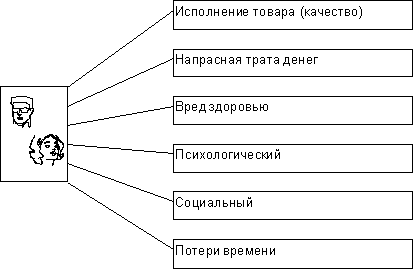 Исполнение товара (качество)
Напрасная трата денег
Вред здоровью
Психологический
Социальный
Потери времени